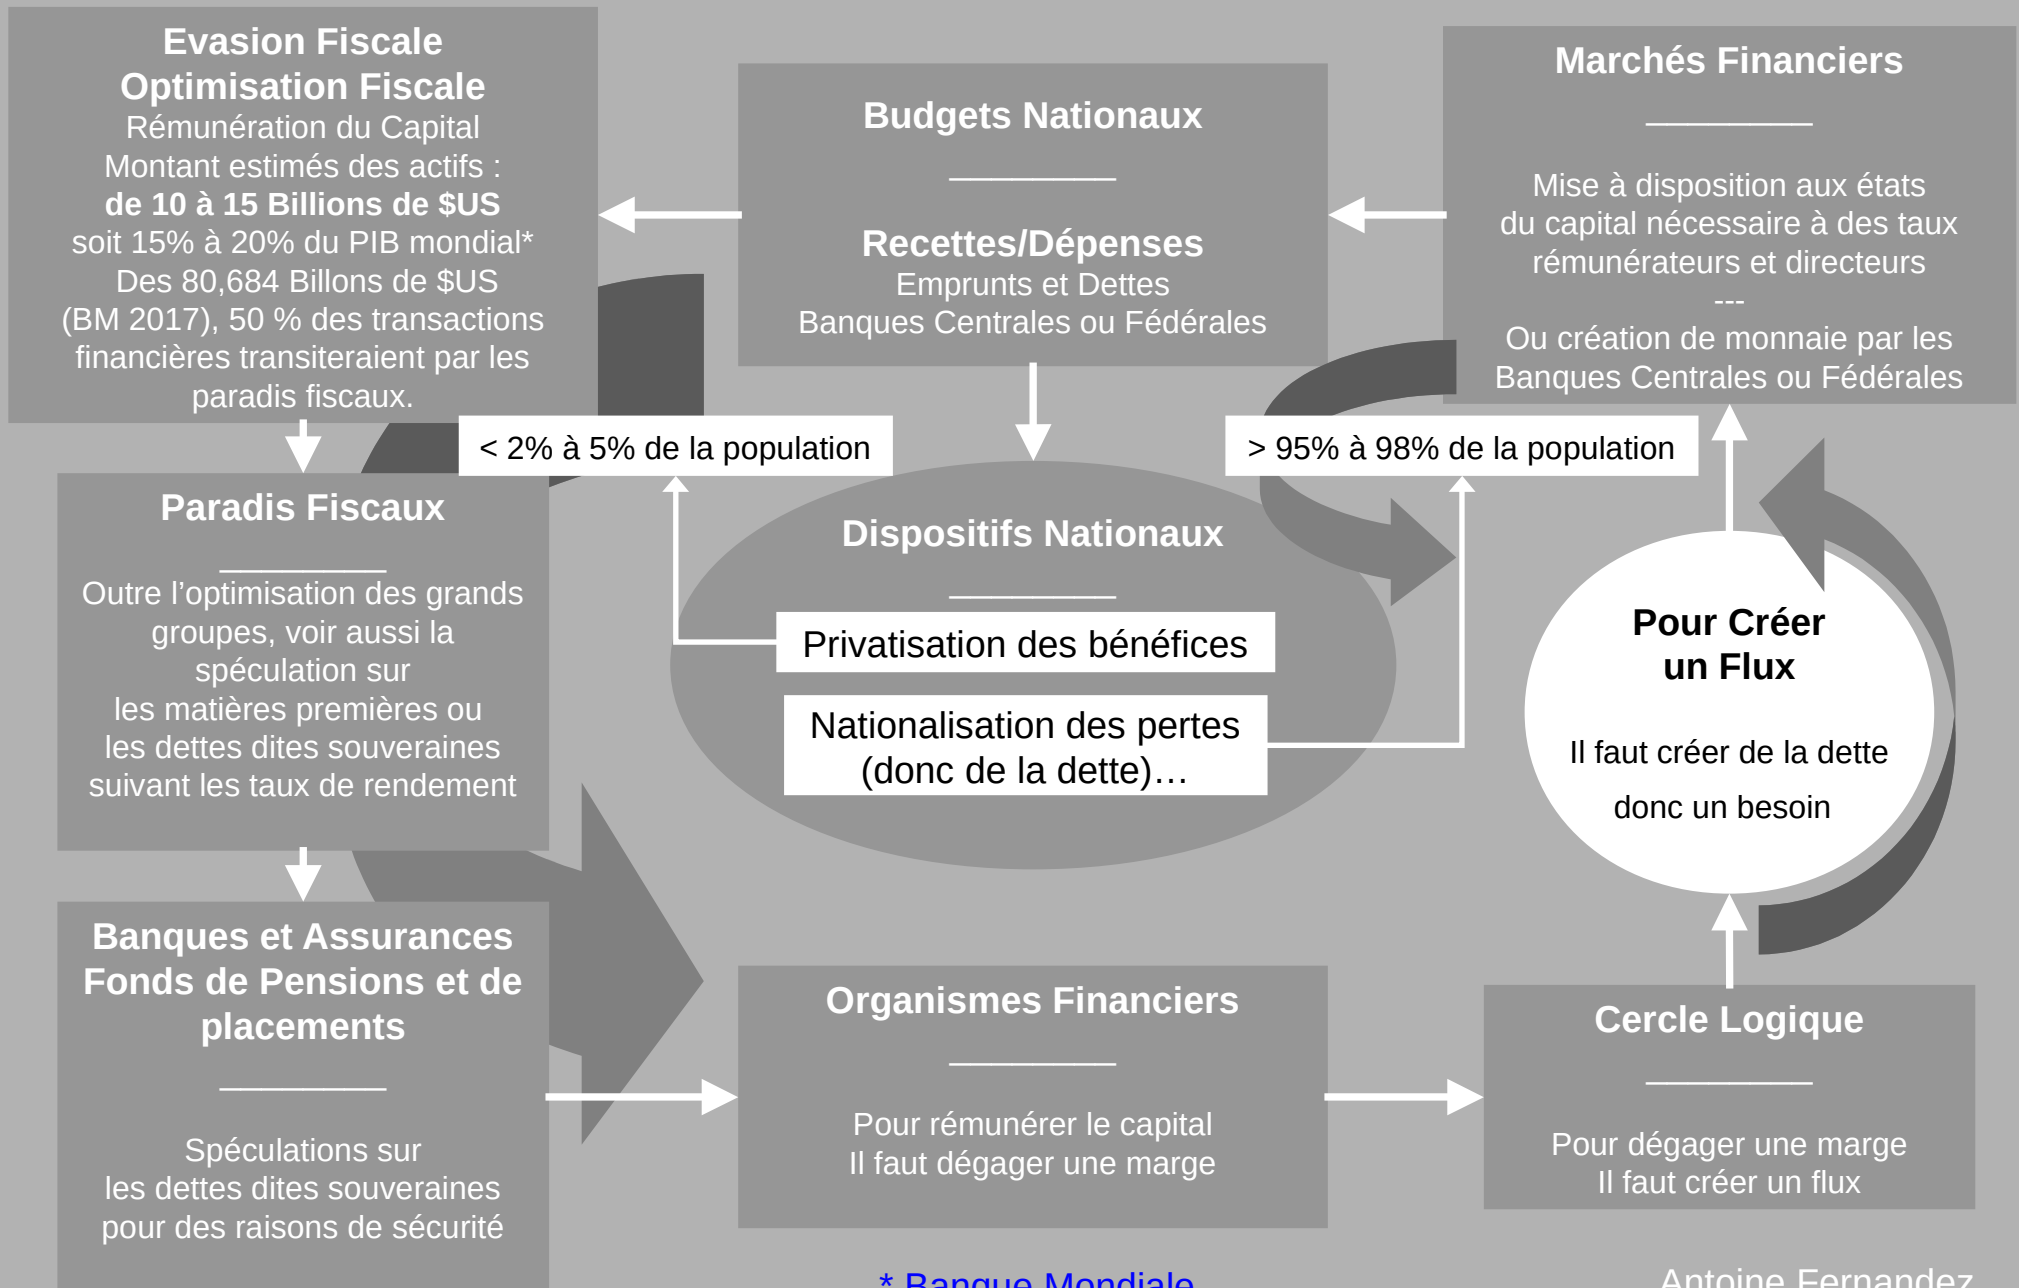 Evasion Fiscale
Optimisation Fiscale
Rémunération du Capital
Montant estimés des actifs :
de 10 à 15 Billions de $US
soit 15% à 20% du PIB mondial*
Des 80,684 Billons de $US
(BM 2017), 50 % des transactions
financières transiteraient par les
paradis fiscaux.
Budgets Nationaux
Recettes/Dépenses
Emprunts et Dettes
Banques Centrales ou Fédérales
Marchés Financiers
Mise à disposition aux états
du capital nécessaire à des taux
rémunérateurs et directeurs
---
Ou création de monnaie par les
Banques Centrales ou Fédérales
< 2% à 5% de la population
> 95% à 98% de la population
Paradis Fiscaux
Outre l’optimisation des grands
groupes, voir aussi la
spéculation sur
les matières premières ou
les dettes dites souveraines
suivant les taux de rendement
Dispositifs Nationaux
Privatisation des bénéfices
Nationalisation des pertes
(donc de la dette)…
Pour Créer
un Flux
Il faut créer de la dette
donc un besoin
Banques et Assurances
Fonds de Pensions et de
placements
Spéculations sur
les dettes dites souveraines
pour des raisons de sécurité
Organismes Financiers
Pour rémunérer le capital
Il faut dégager une marge
Cercle Logique
Pour dégager une marge
Il faut créer un flux
* Banque Mondiale
Antoine Fernandez